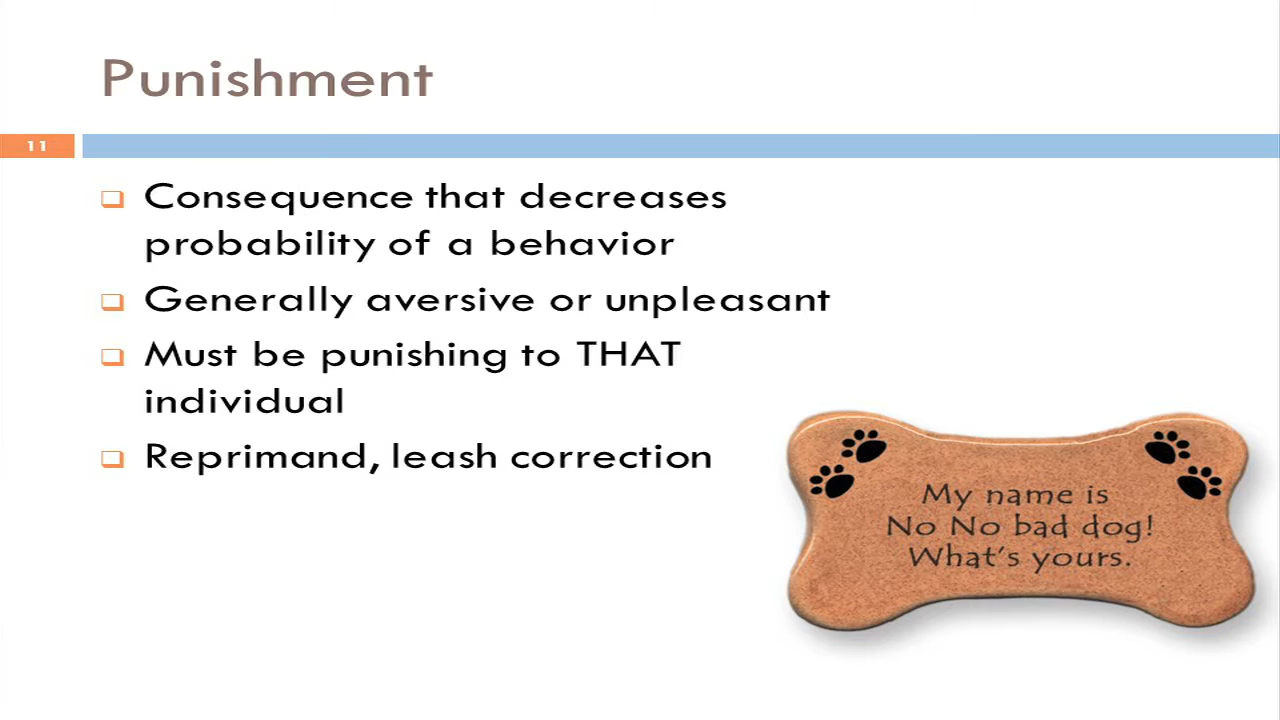 Punishment
11
Consequence that decreases
probability of a behavior
Generally aversive or unpleasant
Must be punishing to THAT
individual
Reprimand, leash correction
My name is
No No bad dog!
What's yours.